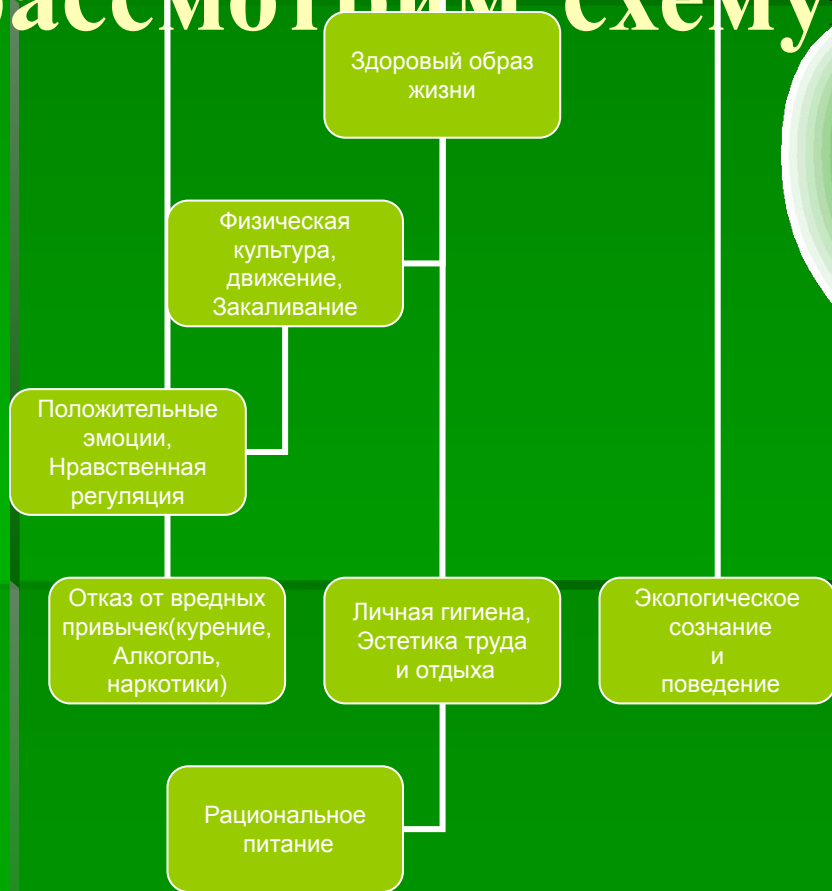 рассмотрим схему
Здоровый образ
жизни
Физическая
культура,
движение,
Закаливание
Положительные
эмоции,
Нравственная
регуляция
Отказ от вредных
привычек(курение,
Алкоголь,
наркотики)
Личная гигиена,
Эстетика труда
и отдыха
Экологическое
сознание
и
поведение
Рациональное
питание